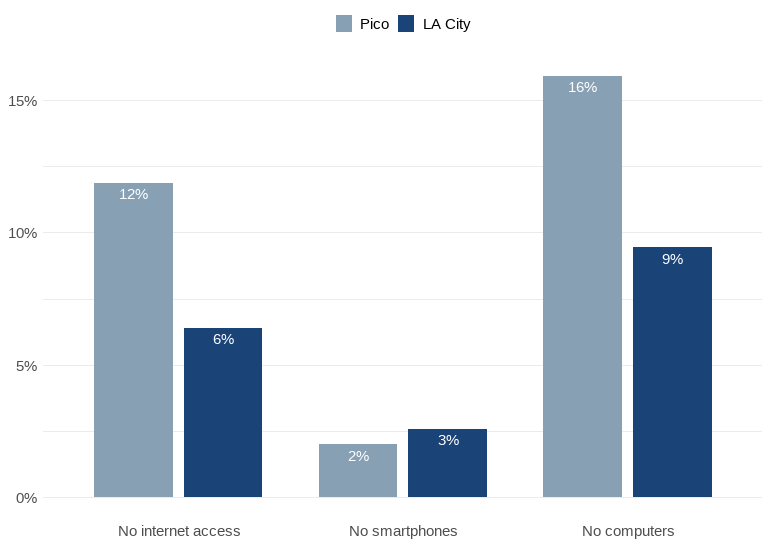 Pico LA City
15%
10%
5%
0%
12%
6%
2%
3%
16%
9%
No internet access
No smartphones
No computers